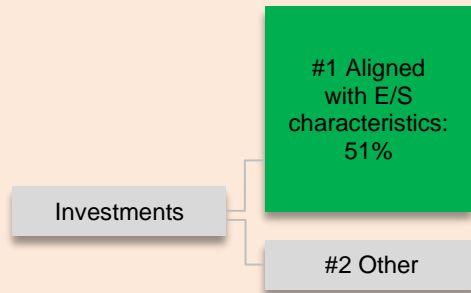 #1 Aligned
with E/S
characteristics:
51%
Investments
#2 Other